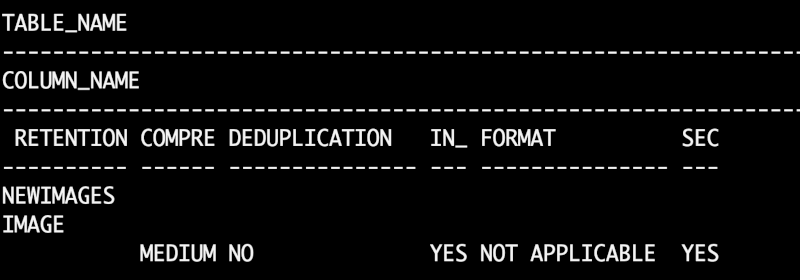 TABLE_NAME
--------------------------------------------------------------------------------
COLUMN_NAME
--------------------------------------------------------------------------------
 RETENTION COMPRE DEDUPLICATION   IN_ FORMAT          SEC
---------- ------ --------------- --- --------------- ---
NEWIMAGES
IMAGE
           MEDIUM NO              YES NOT APPLICABLE  YES